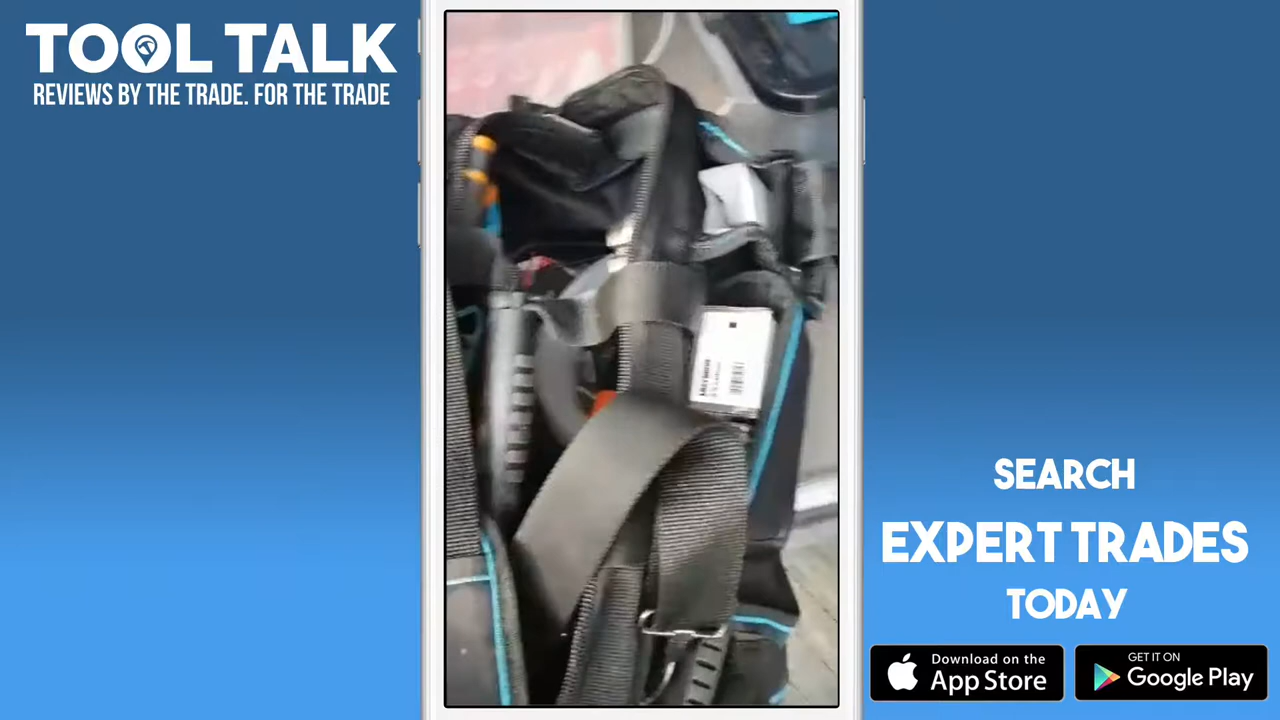 TOOL TALK
REVIEWS BY THE TRADE. FOR THE TRADE
SEARCH
EXPERT TRADES
TODAY
Download on the
App Store
GET IT ON
Google Play